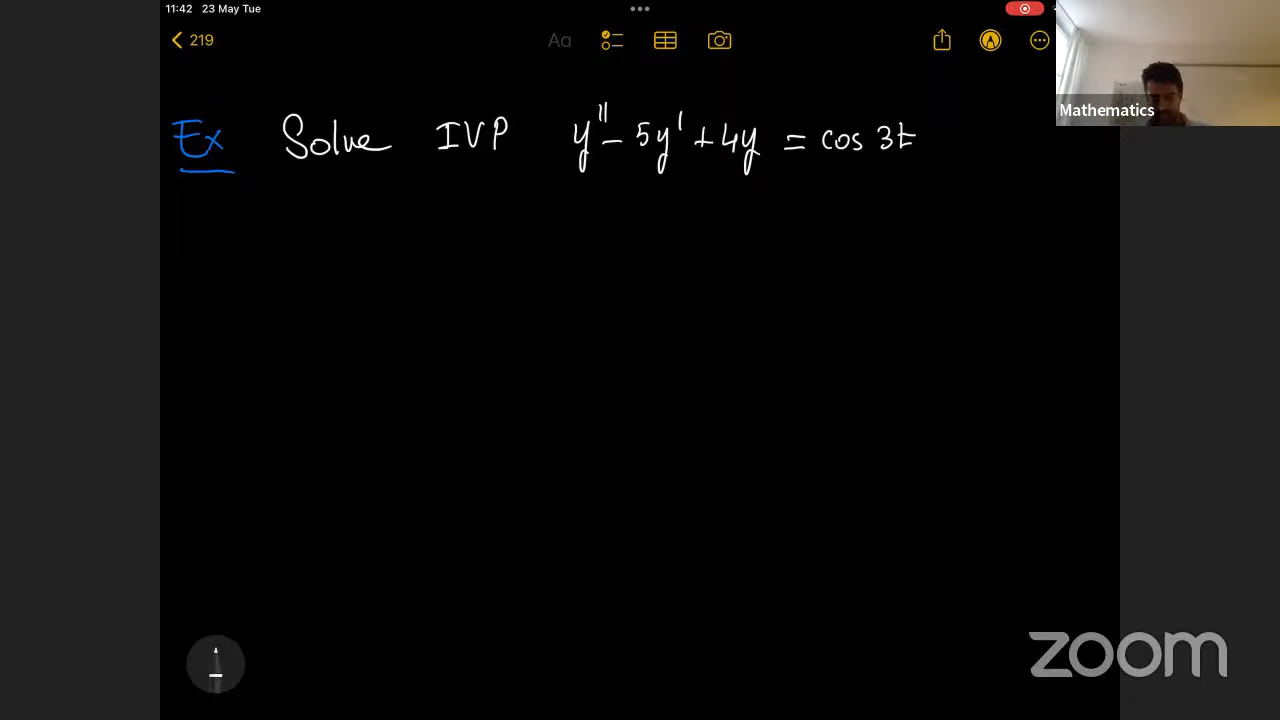 11:42 23 May Tue
219
Aa
Mathematics
Ex Solve IVP y'' - 5y' + 4y = cos 3t
zoom